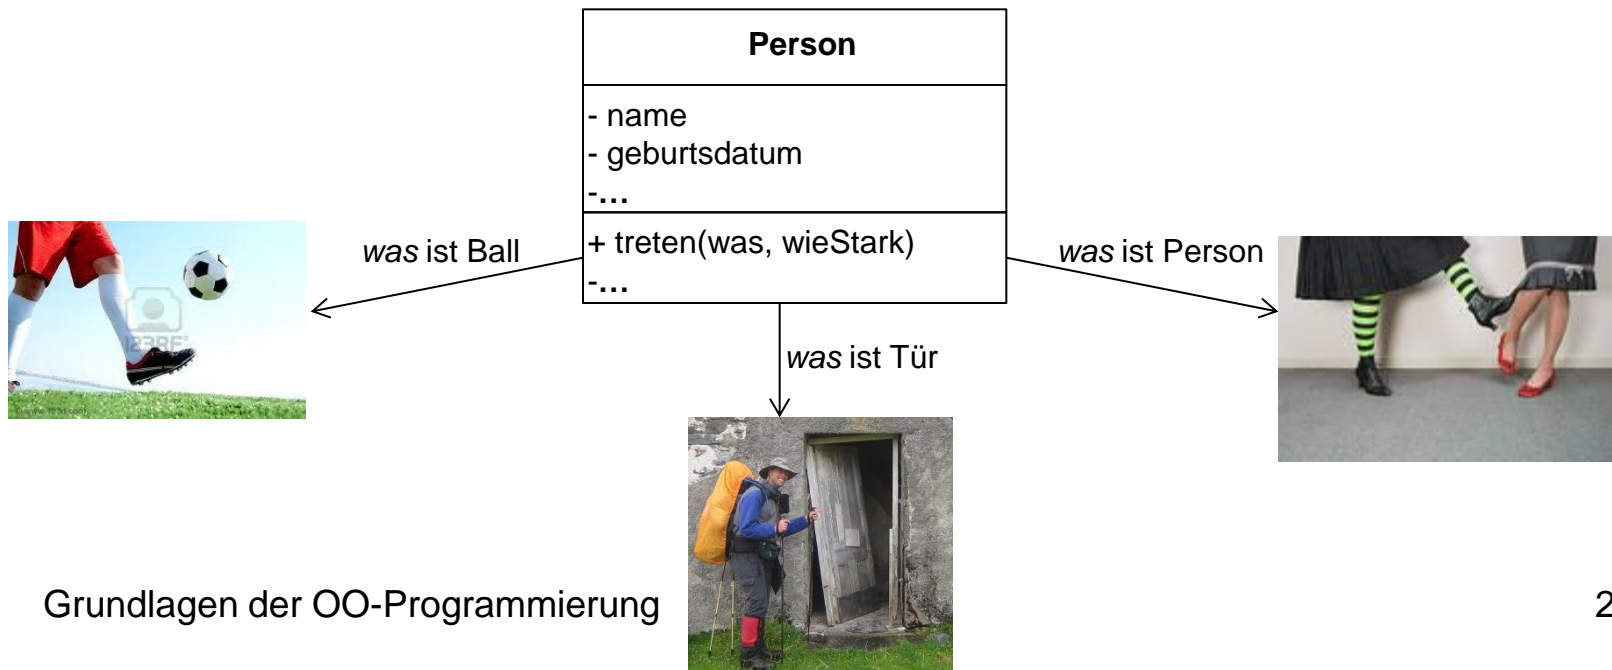 Person
- name
- geburtsdatum
-...
+ treten(was, wieStark)
-...
was ist Ball
was ist Person
was ist Tür
123RF
Grundlagen der OO-Programmierung
2